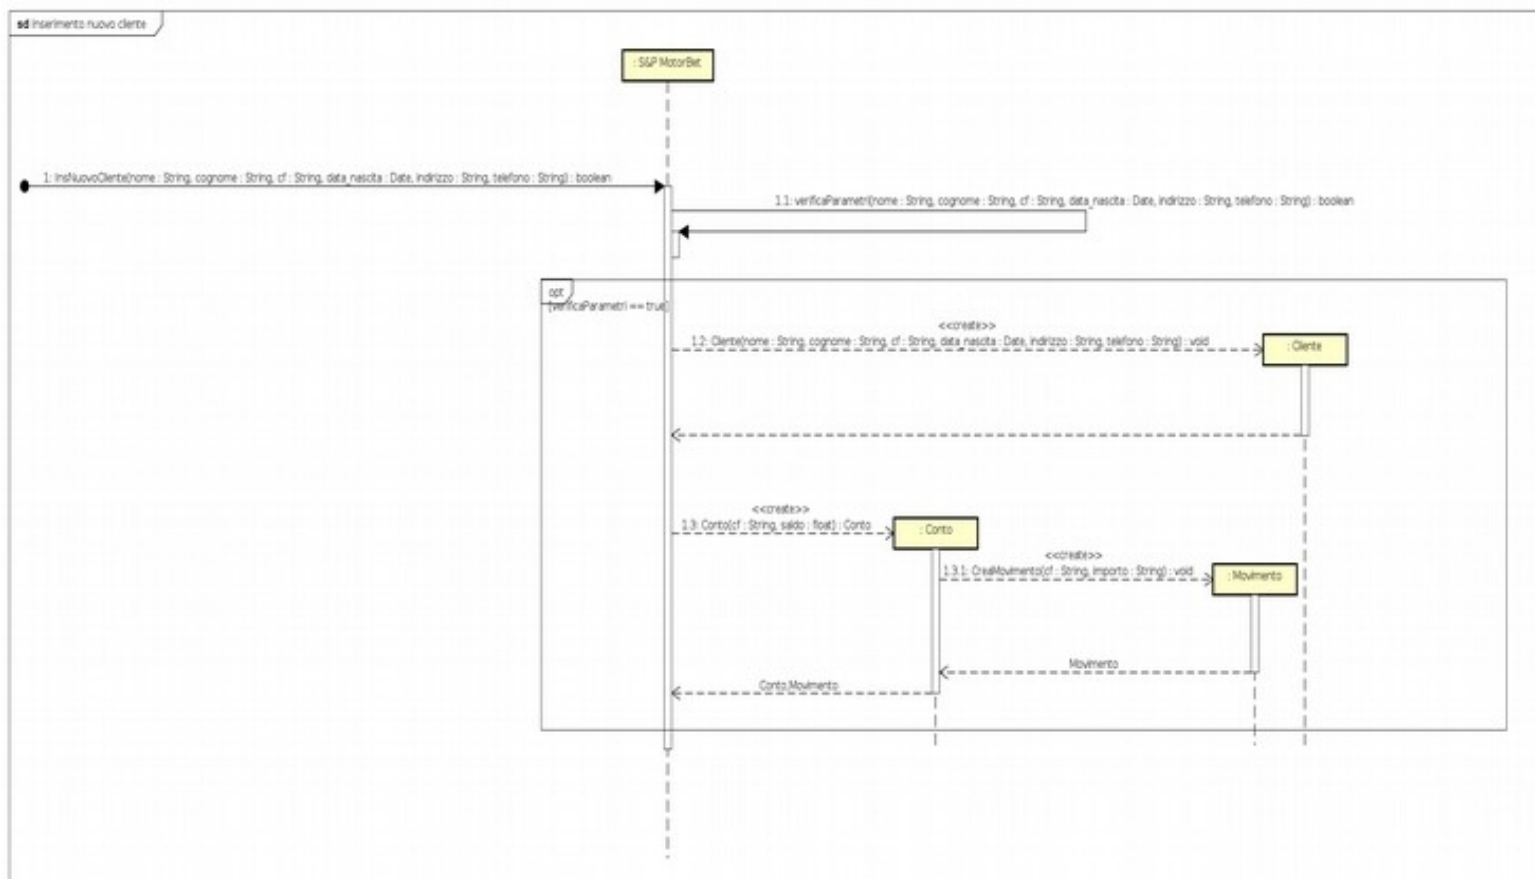 sd inserimento nuovo cliente
: S&P MotorBet
1: InsNuovoCliente(nome : String, cognome : String, cf : String, data_nascita : Date, indirizzo : String, telefono : String) : boolean
1.1: verificaParametri(nome : String, cognome : String, cf : String, data_nascita : Date, indirizzo : String, telefono : String) : boolean
opt
[verificaParametri == true]
<<create>>
1.2: Cliente(nome : String, cognome : String, cf : String, data_nascita : Date, indirizzo : String, telefono : String) : void
: Cliente
<<create>>
1.3: Conto(cf : String, saldo : float) : Conto
: Conto
<<create>>
1.3.1: CreaMovimento(cf : String, importo : String) : void
: Movimento
Movimento
Conto,Movimento